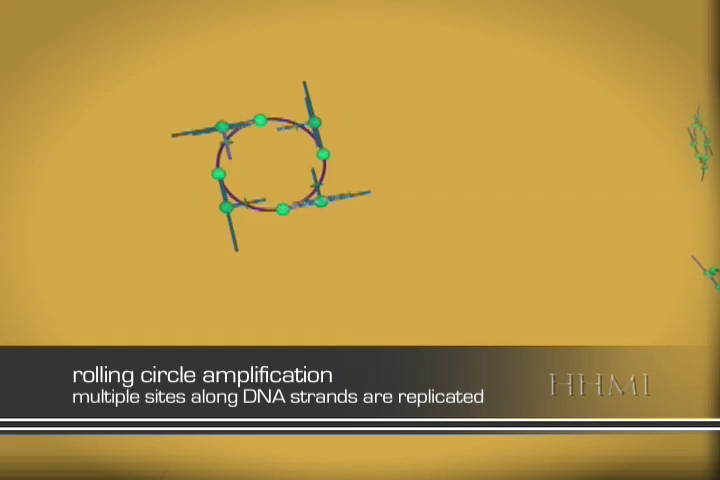 rolling circle amplification
multiple sites along DNA strands are replicated
HHMI